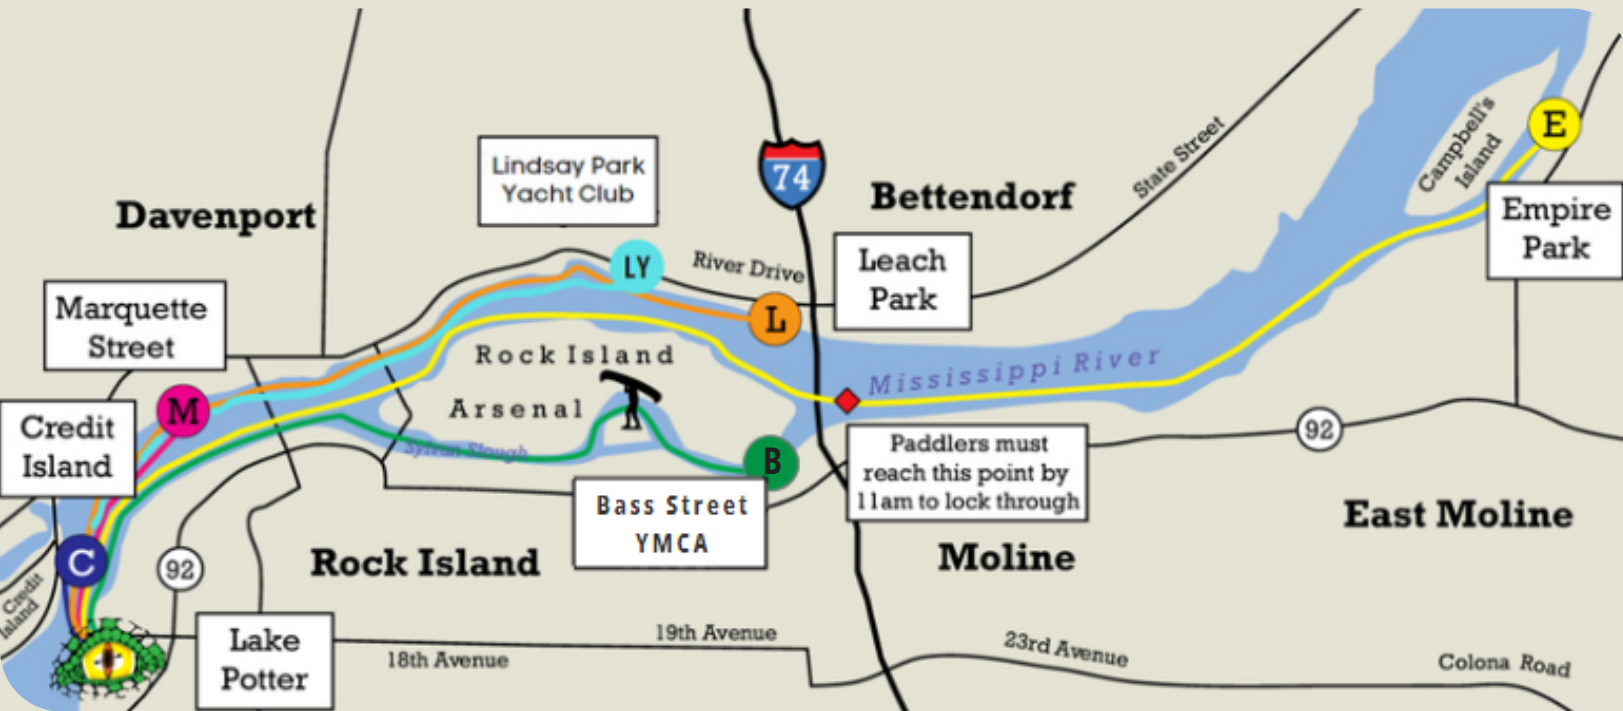 Campbell's
Island
E
State Street
Lindsay Park
Yacht Club
74
Bettendorf
Davenport
Empire
Park
LY
River Drive
Leach
Park
Marquette
Street
L
Rock Island
Arsenal
Mississippi River
M
Credit
Island
Sylvan Slough
B
92
Paddlers must
reach this point by
11am to lock through
Bass Street
YMCA
East Moline
C
92
Rock Island
Moline
Credit
Island
Lake
Potter
19th Avenue
18th Avenue
23rd Avenue
Colona Road